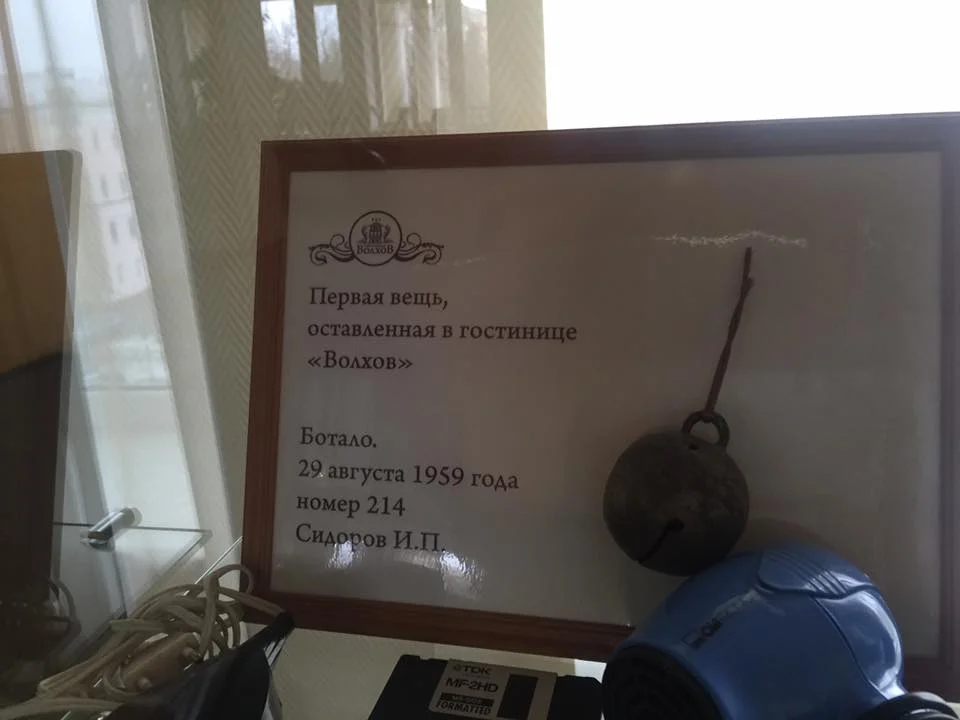 Волхов
Первая вещь,
оставленная в гостинице
«Волхов»
Ботало.
29 августа 1959 года
номер 214
Сидоров И.П.
TDK
MF-2HD
FORMATTED